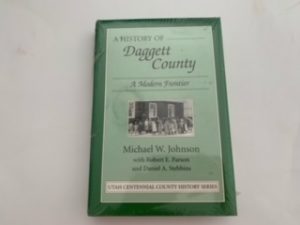 A HISTORY OF
Daggett
County
A Modern Frontier
Michael W. Johnson
with Robert E. Parson
and Daniel A. Stebbins
UTAH CENTENNIAL COUNTY HISTORY SERIES